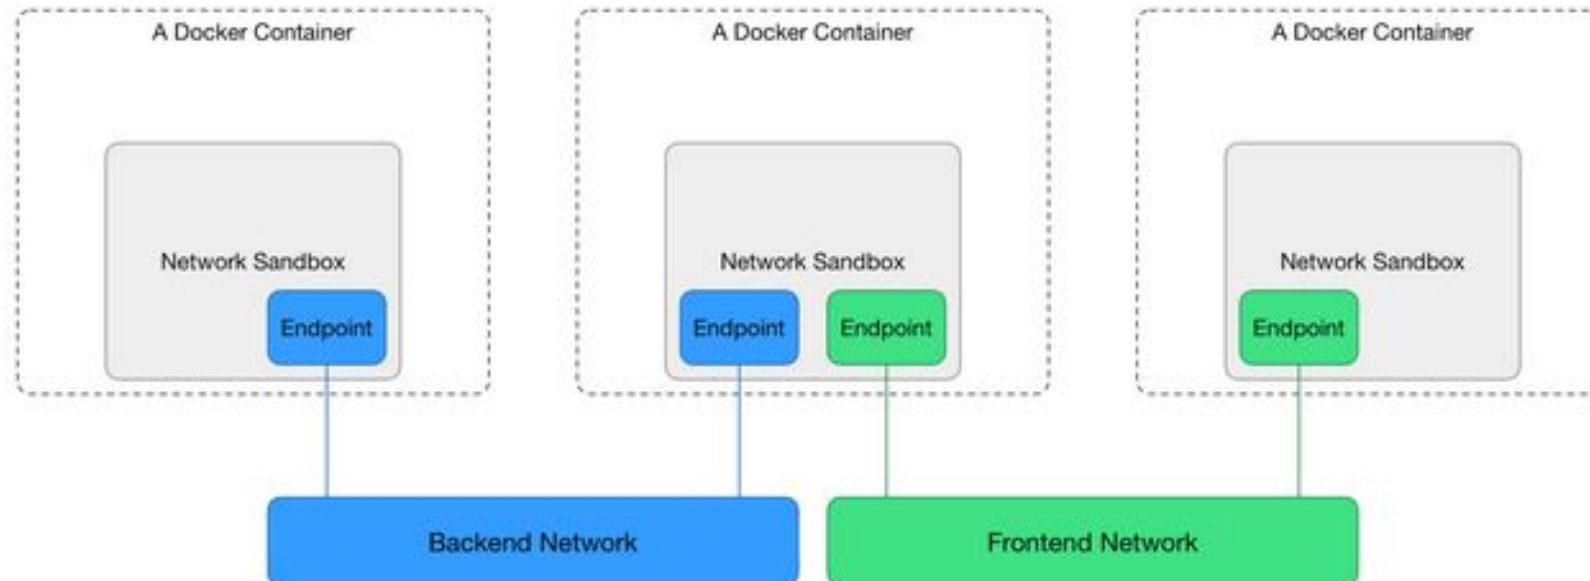 A Docker Container
A Docker Container
A Docker Container
Network Sandbox
Network Sandbox
Network Sandbox
Endpoint
Endpoint
Endpoint
Endpoint
Backend Network
Frontend Network